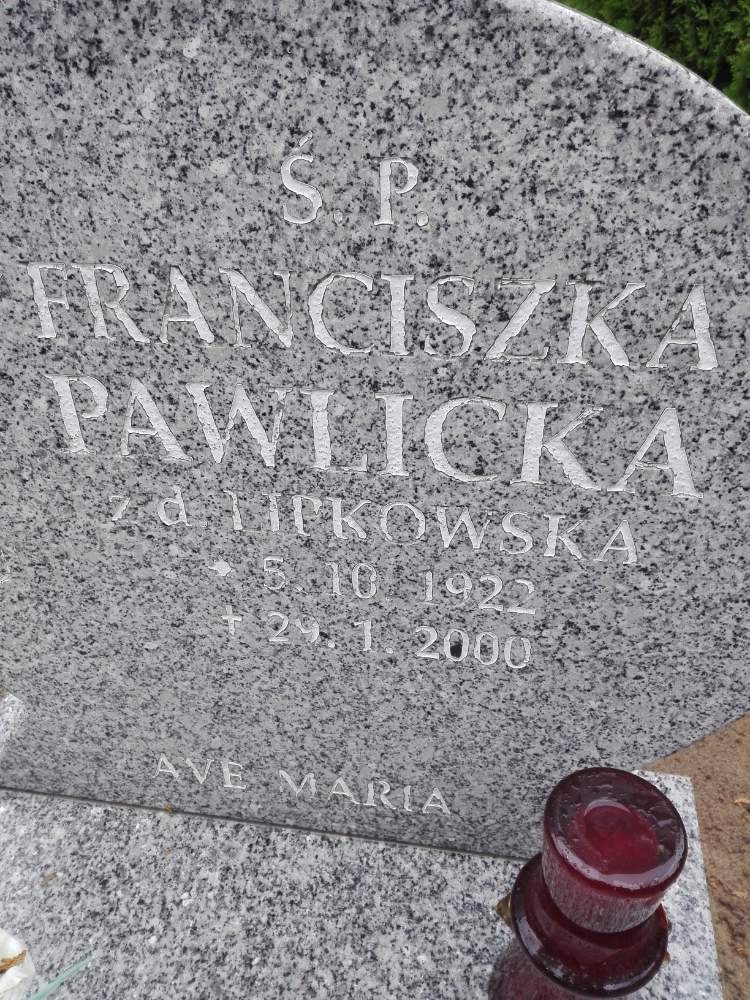 Ś. P.
FRANCISZKA
PAWLICKA
z d. LIPKOWSKA
* 5. 10. 1922
+ 29. 1. 2000
AVE MARIA